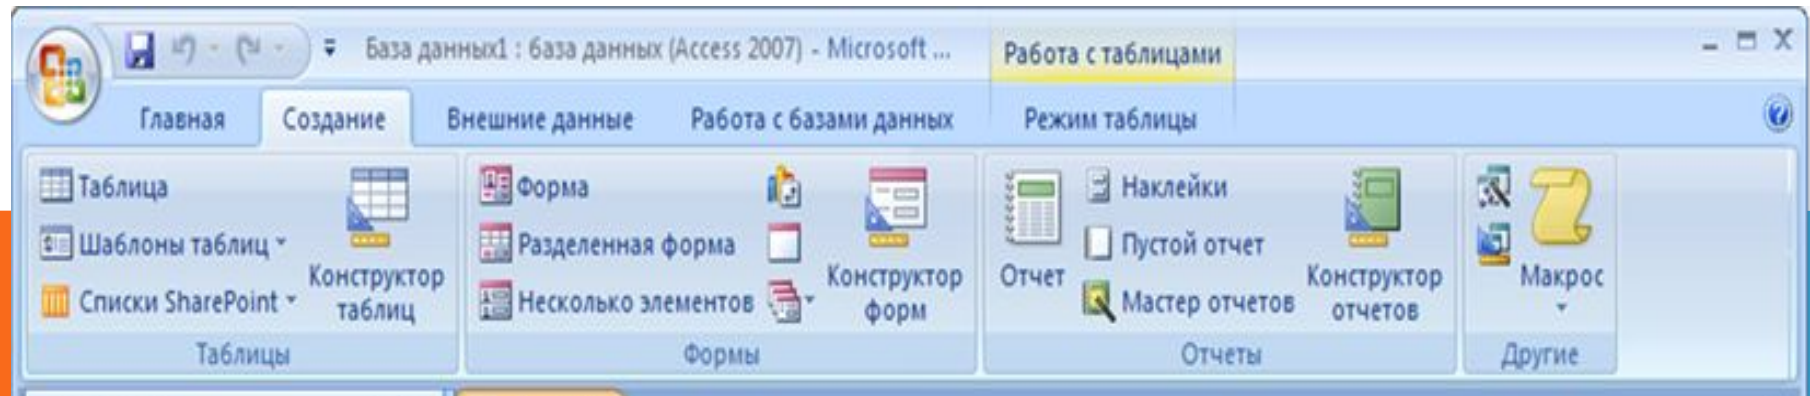 База данных1 : база данных (Access 2007) - Microsoft ...
Работа с таблицами
Главная
Создание
Внешние данные
Работа с базами данных
Режим таблицы
Таблица
Шаблоны таблиц
Списки SharePoint
Конструктор
таблиц
Таблицы
Форма
Разделенная форма
Несколько элементов
Конструктор
форм
Формы
Отчет
Наклейки
Пустой отчет
Мастер отчетов
Конструктор
отчетов
Отчеты
Макрос
Другие